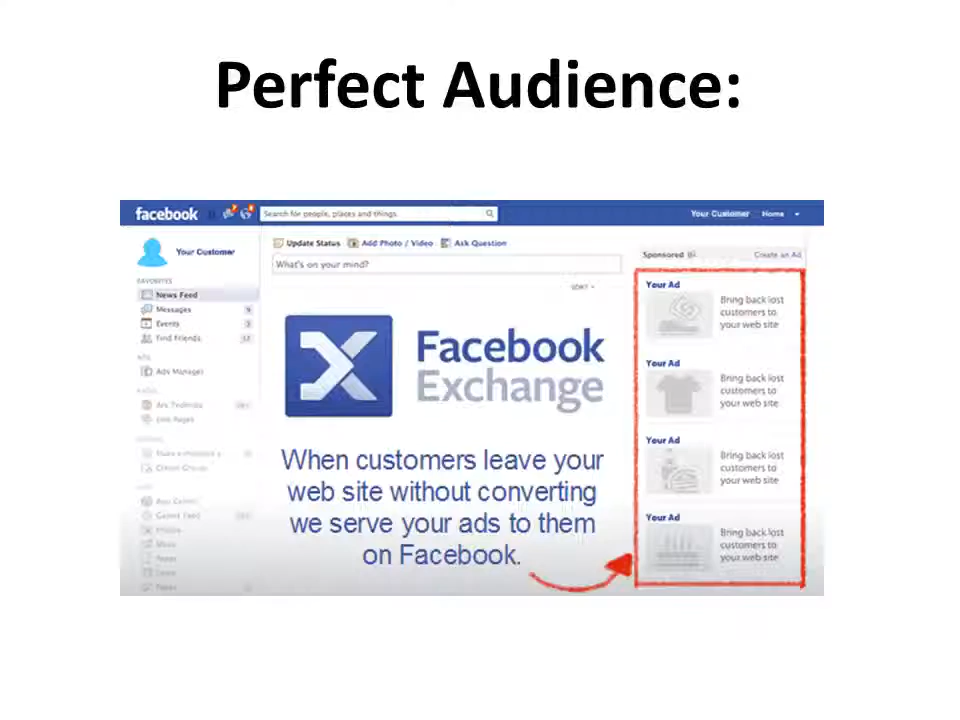 Perfect Audience:
facebook
Search for people, places and things
Your Customer
Home
Your Customer
Update Status
Add Photo / Video
Ask Question
What's on your mind?
SORT
Sponsored
Create an Ad
FAVORITES
News Feed
Messages
9
Events
3
Find Friends
Ads Manager
Facebook
Exchange
When customers leave your
web site without converting
we serve your ads to them
on Facebook.
Your Ad
Bring back lost
customers to
your web site
Your Ad
Bring back lost
customers to
your web site
Your Ad
Bring back lost
customers to
your web site
Your Ad
Bring back lost
customers to
your web site